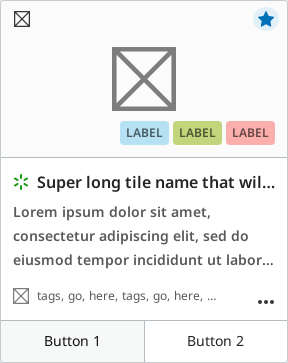 LABEL LABEL LABEL
Super long tile name that wil...
Lorem ipsum dolor sit amet,
consectetur adipiscing elit, sed do
eiusmod tempor incididunt ut labor...
tags, go, here, tags, go, here, ...
Button 1 Button 2